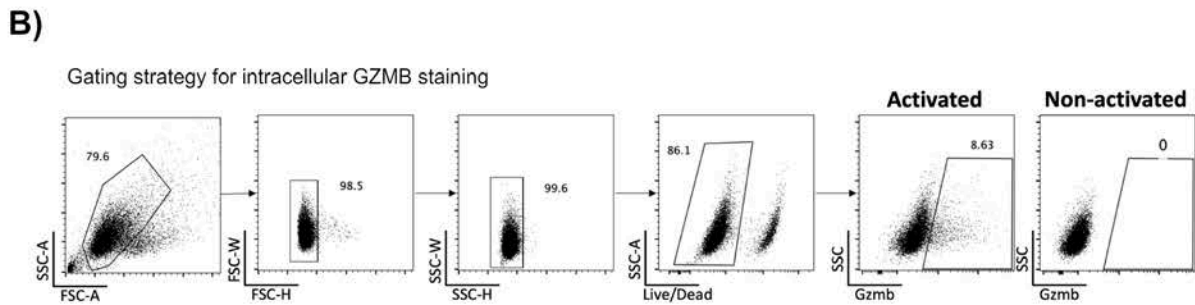 B)
Gating strategy for intracellular GZMB staining
Activated
Non-activated
79.6
98.5
99.6
86.1
8.63
0
SSC-A
FSC-W
SSC-W
SSC-A
SSC
SSC
FSC-A
FSC-H
SSC-H
Live/Dead
Gzmb
Gzmb